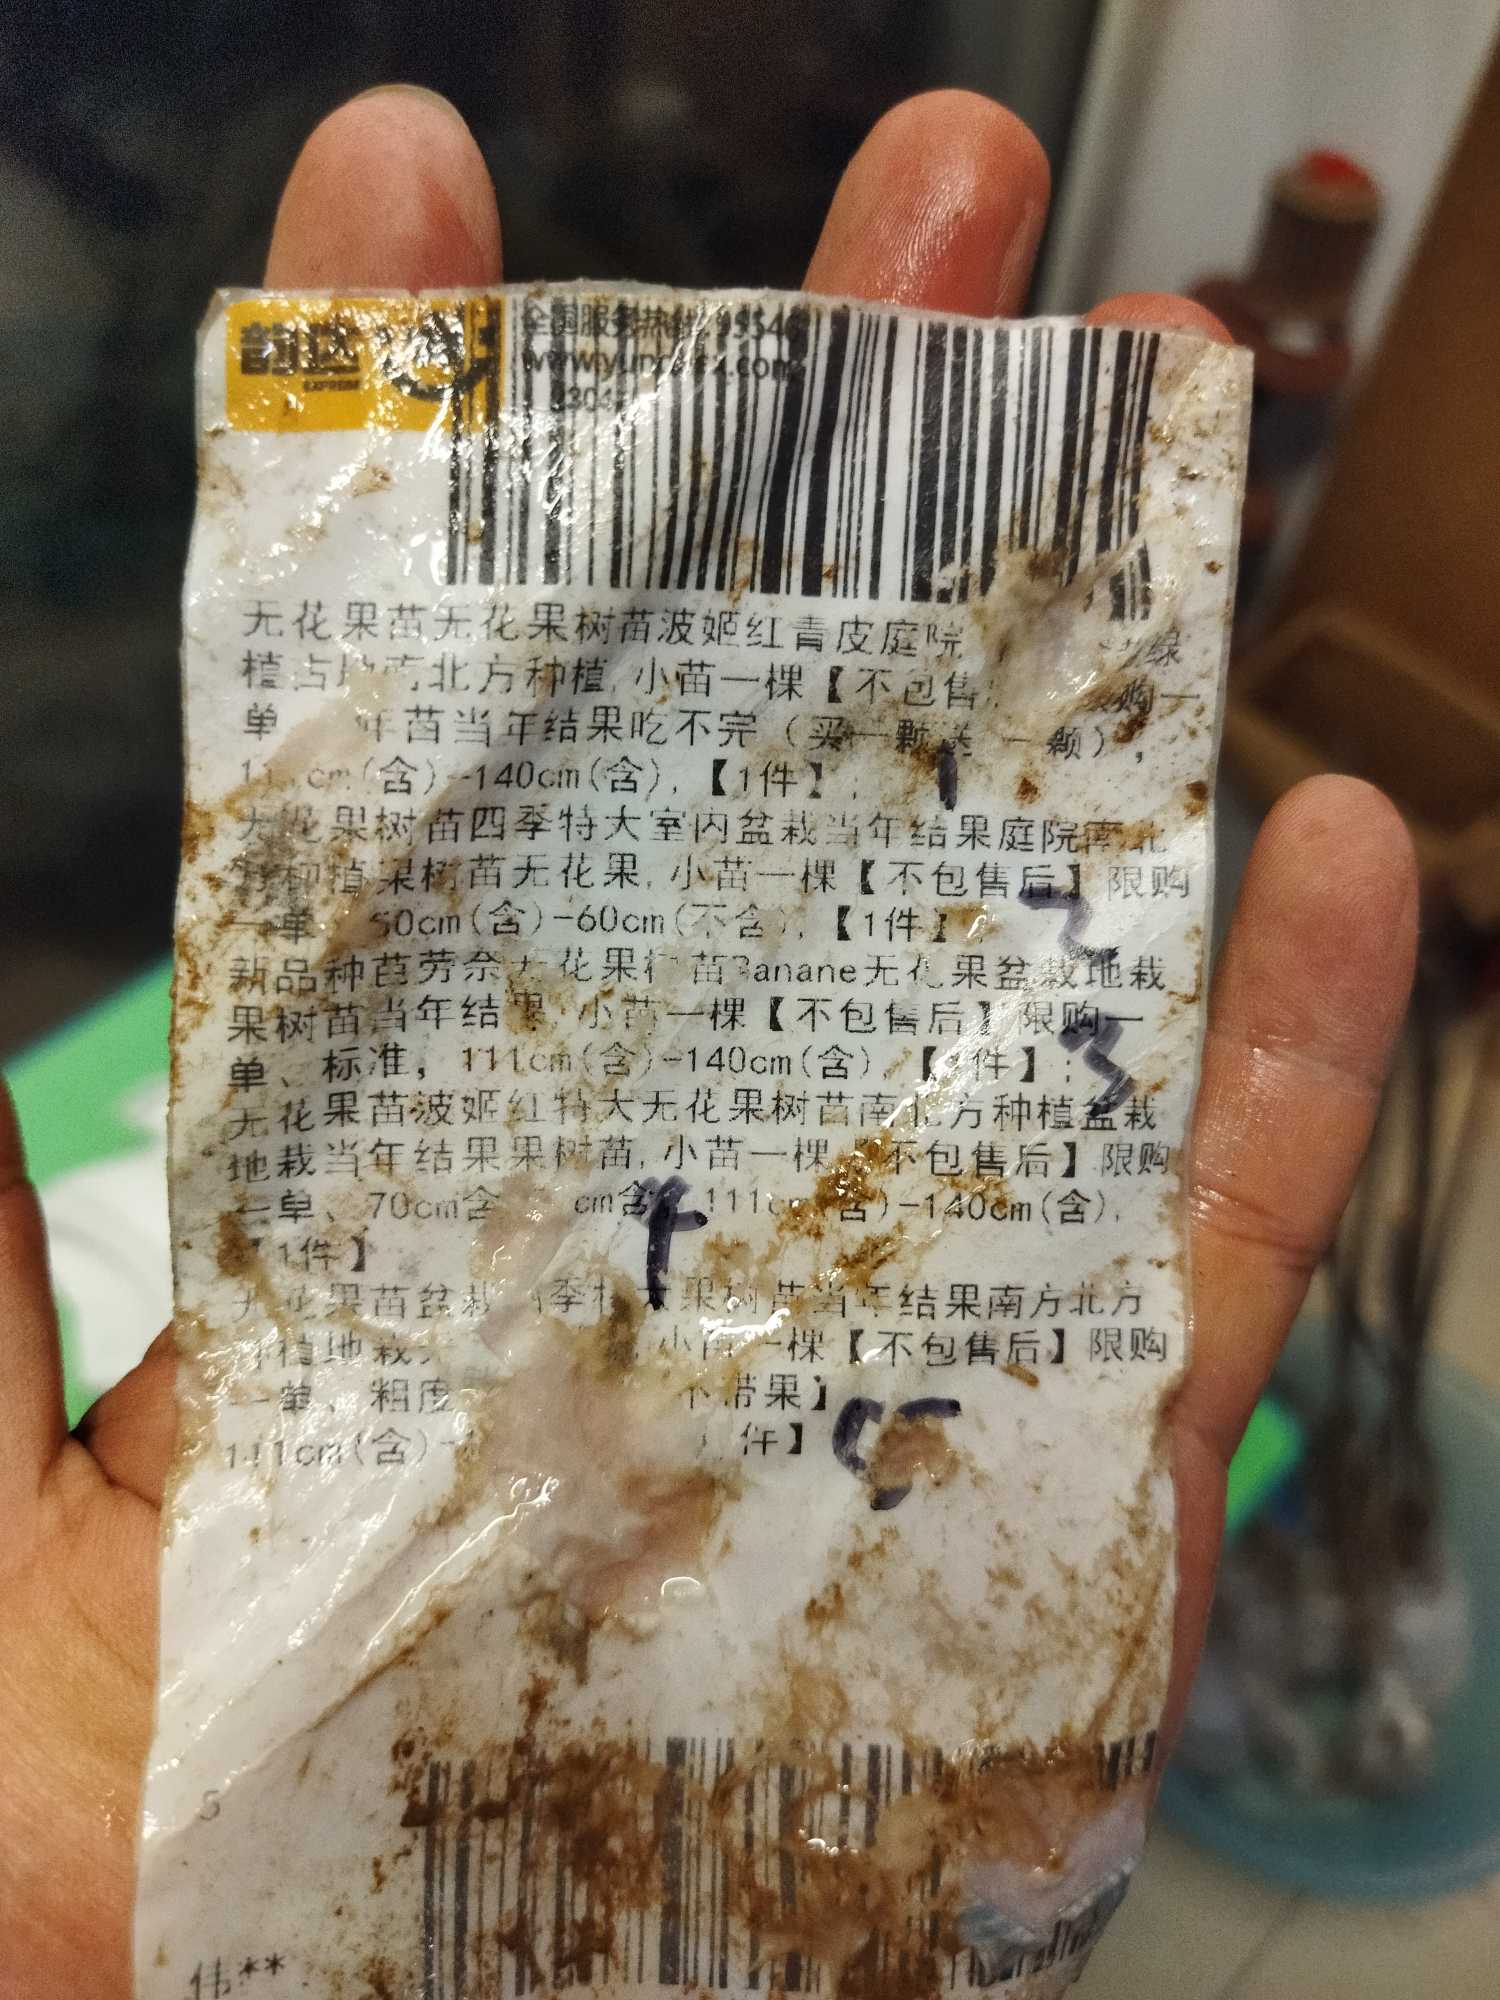 韵达
EXPRESS
全国服务热线:95546
无花果苗无花果树苗波姬红青皮庭院 绿
植 北方种植,小苗一棵【不包售 购一
单 年苗当年结果吃不完(买一颗送一颗),
cm(含)-140cm(含),【1件】; 1
无花果树苗四季特大室内盆栽当年结果庭院南北
植果树苗无花果,小苗一棵【不包售后】限购
一单、50cm(含)-60cm(不含),【1件】; 2
新品种芭劳奈无花果树苗Banane无花果盆栽地栽
果树苗当年结果,小苗一棵【不包售后】限购一
单、标准,111cm(含)-140cm(含),【1件】; 3
无花果苗波姬红特大无花果树苗南北方种植盆栽
地栽当年结果果树苗,小苗一棵【不包售后】限购
一单、70cm含 cm含 111cm(含)-140cm(含), 4
【1件】
无花果苗盆栽四季 果树苗当年结果南方北方
种植地栽 小苗一棵【不包售后】限购
一单、粗度 不带果】
111cm(含)- 件】 5
5
伟**